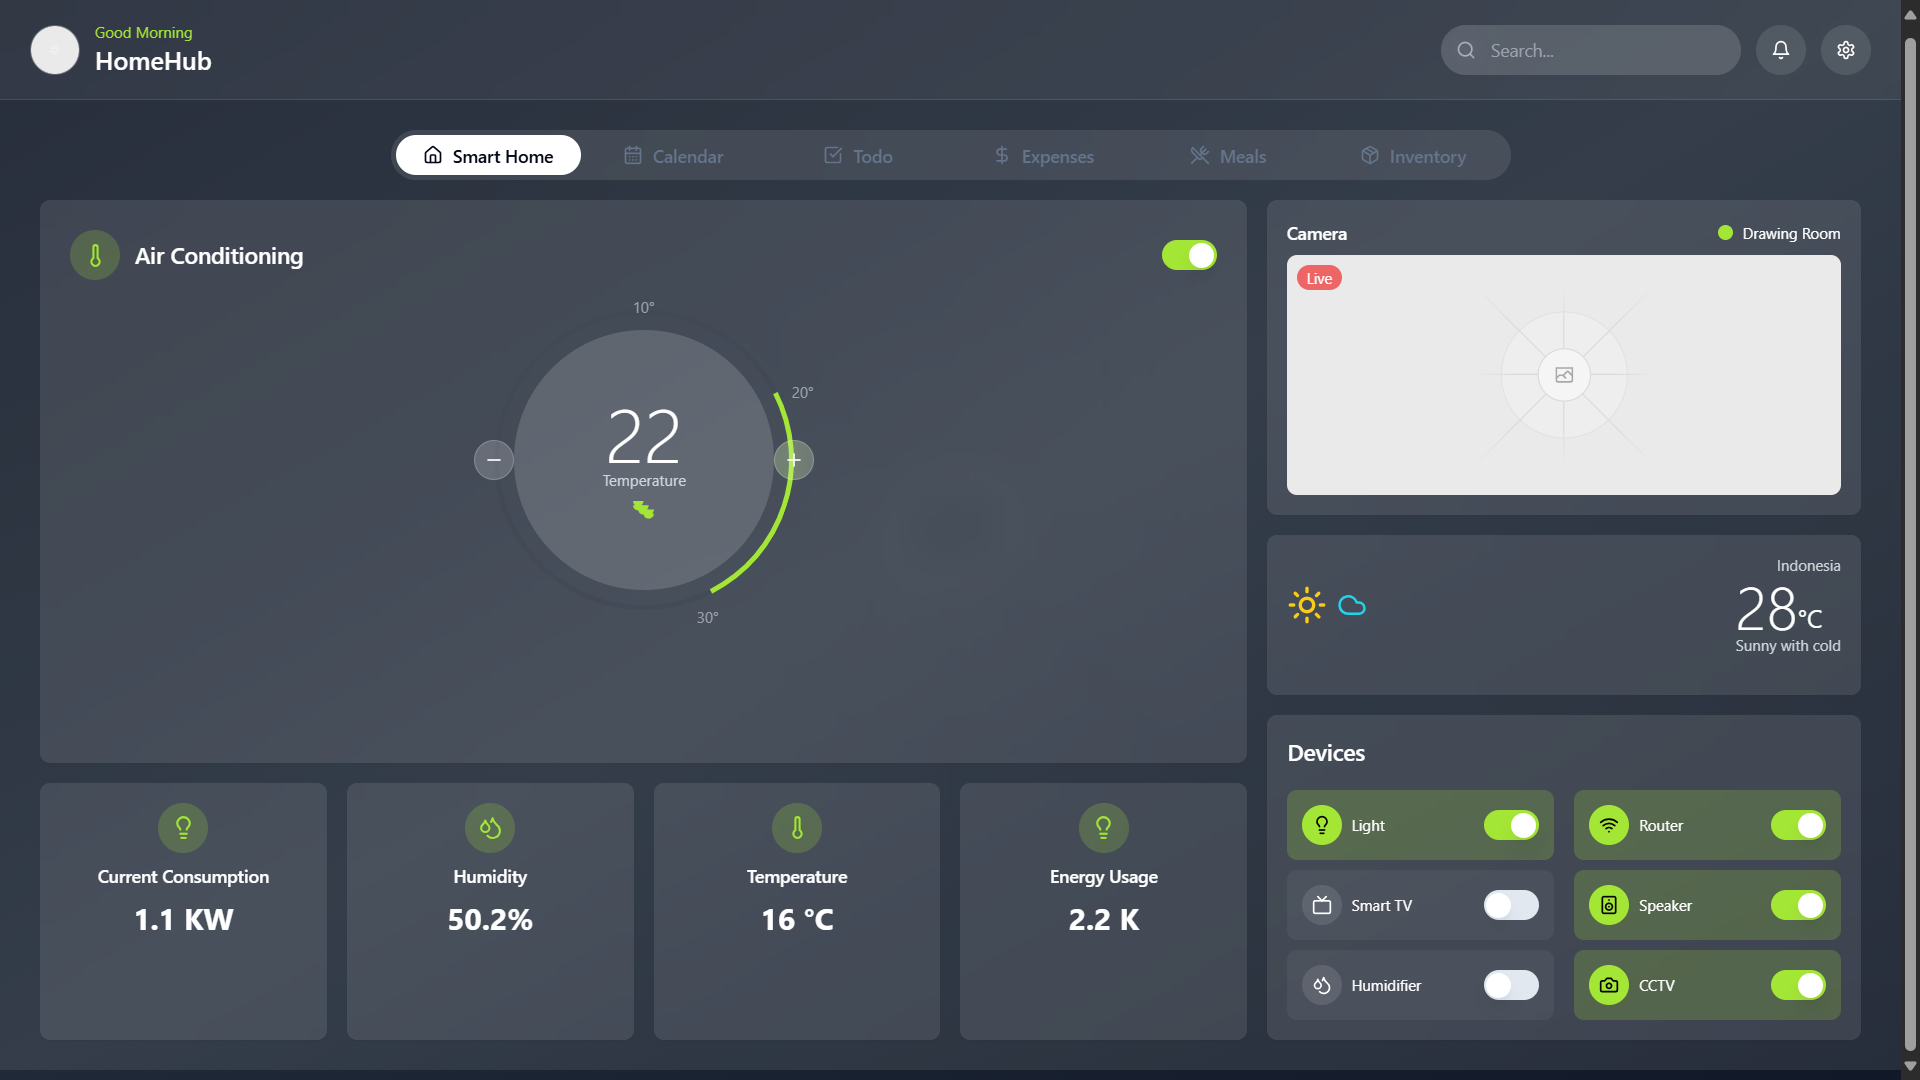 Good Morning
HomeHub
Search...
Smart Home
Calendar
Todo
Expenses
Meals
Inventory
Air Conditioning
10°
20°
22
Temperature
30°
Camera
Drawing Room
Live
Indonesia
28°C
Sunny with cold
Current Consumption
1.1 KW
Humidity
50.2%
Temperature
16 °C
Energy Usage
2.2 K
Devices
Light
Router
Smart TV
Speaker
Humidifier
CCTV